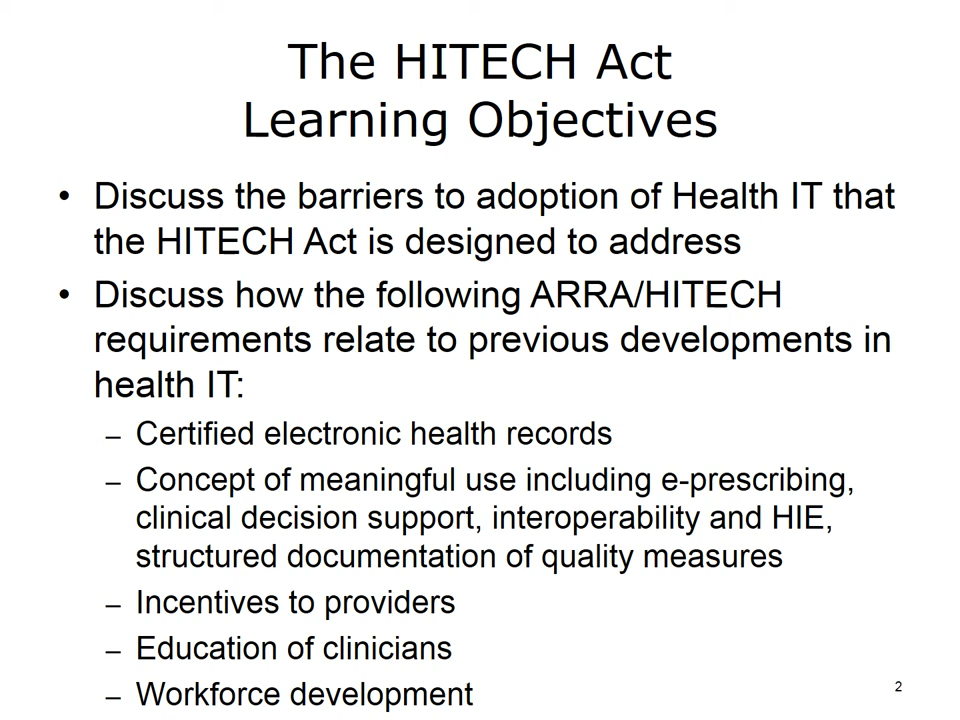 The HITECH Act
Learning Objectives
• Discuss the barriers to adoption of Health IT that
the HITECH Act is designed to address
• Discuss how the following ARRA/HITECH
requirements relate to previous developments in
health IT:
– Certified electronic health records
– Concept of meaningful use including e-prescribing,
clinical decision support, interoperability and HIE,
structured documentation of quality measures
– Incentives to providers
– Education of clinicians
– Workforce development
2